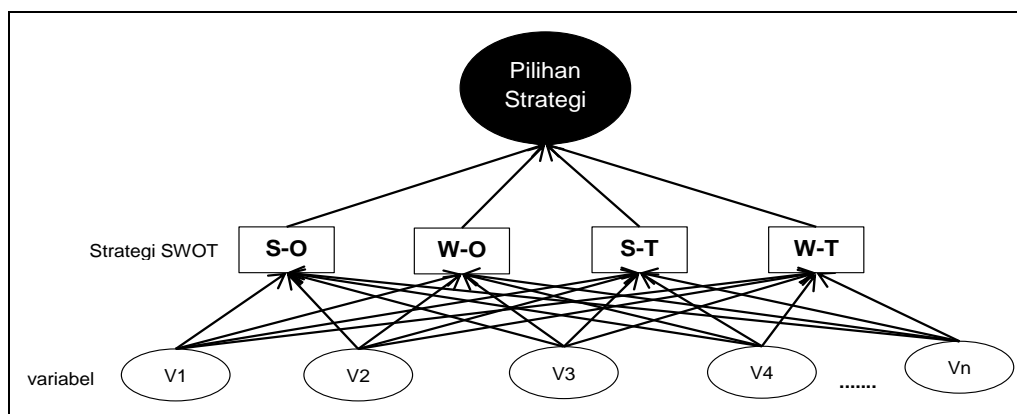 Pilihan
Strategi
Strategi SWOT
S-O
W-O
S-T
W-T
variabel
V1
V2
V3
V4
.......
Vn